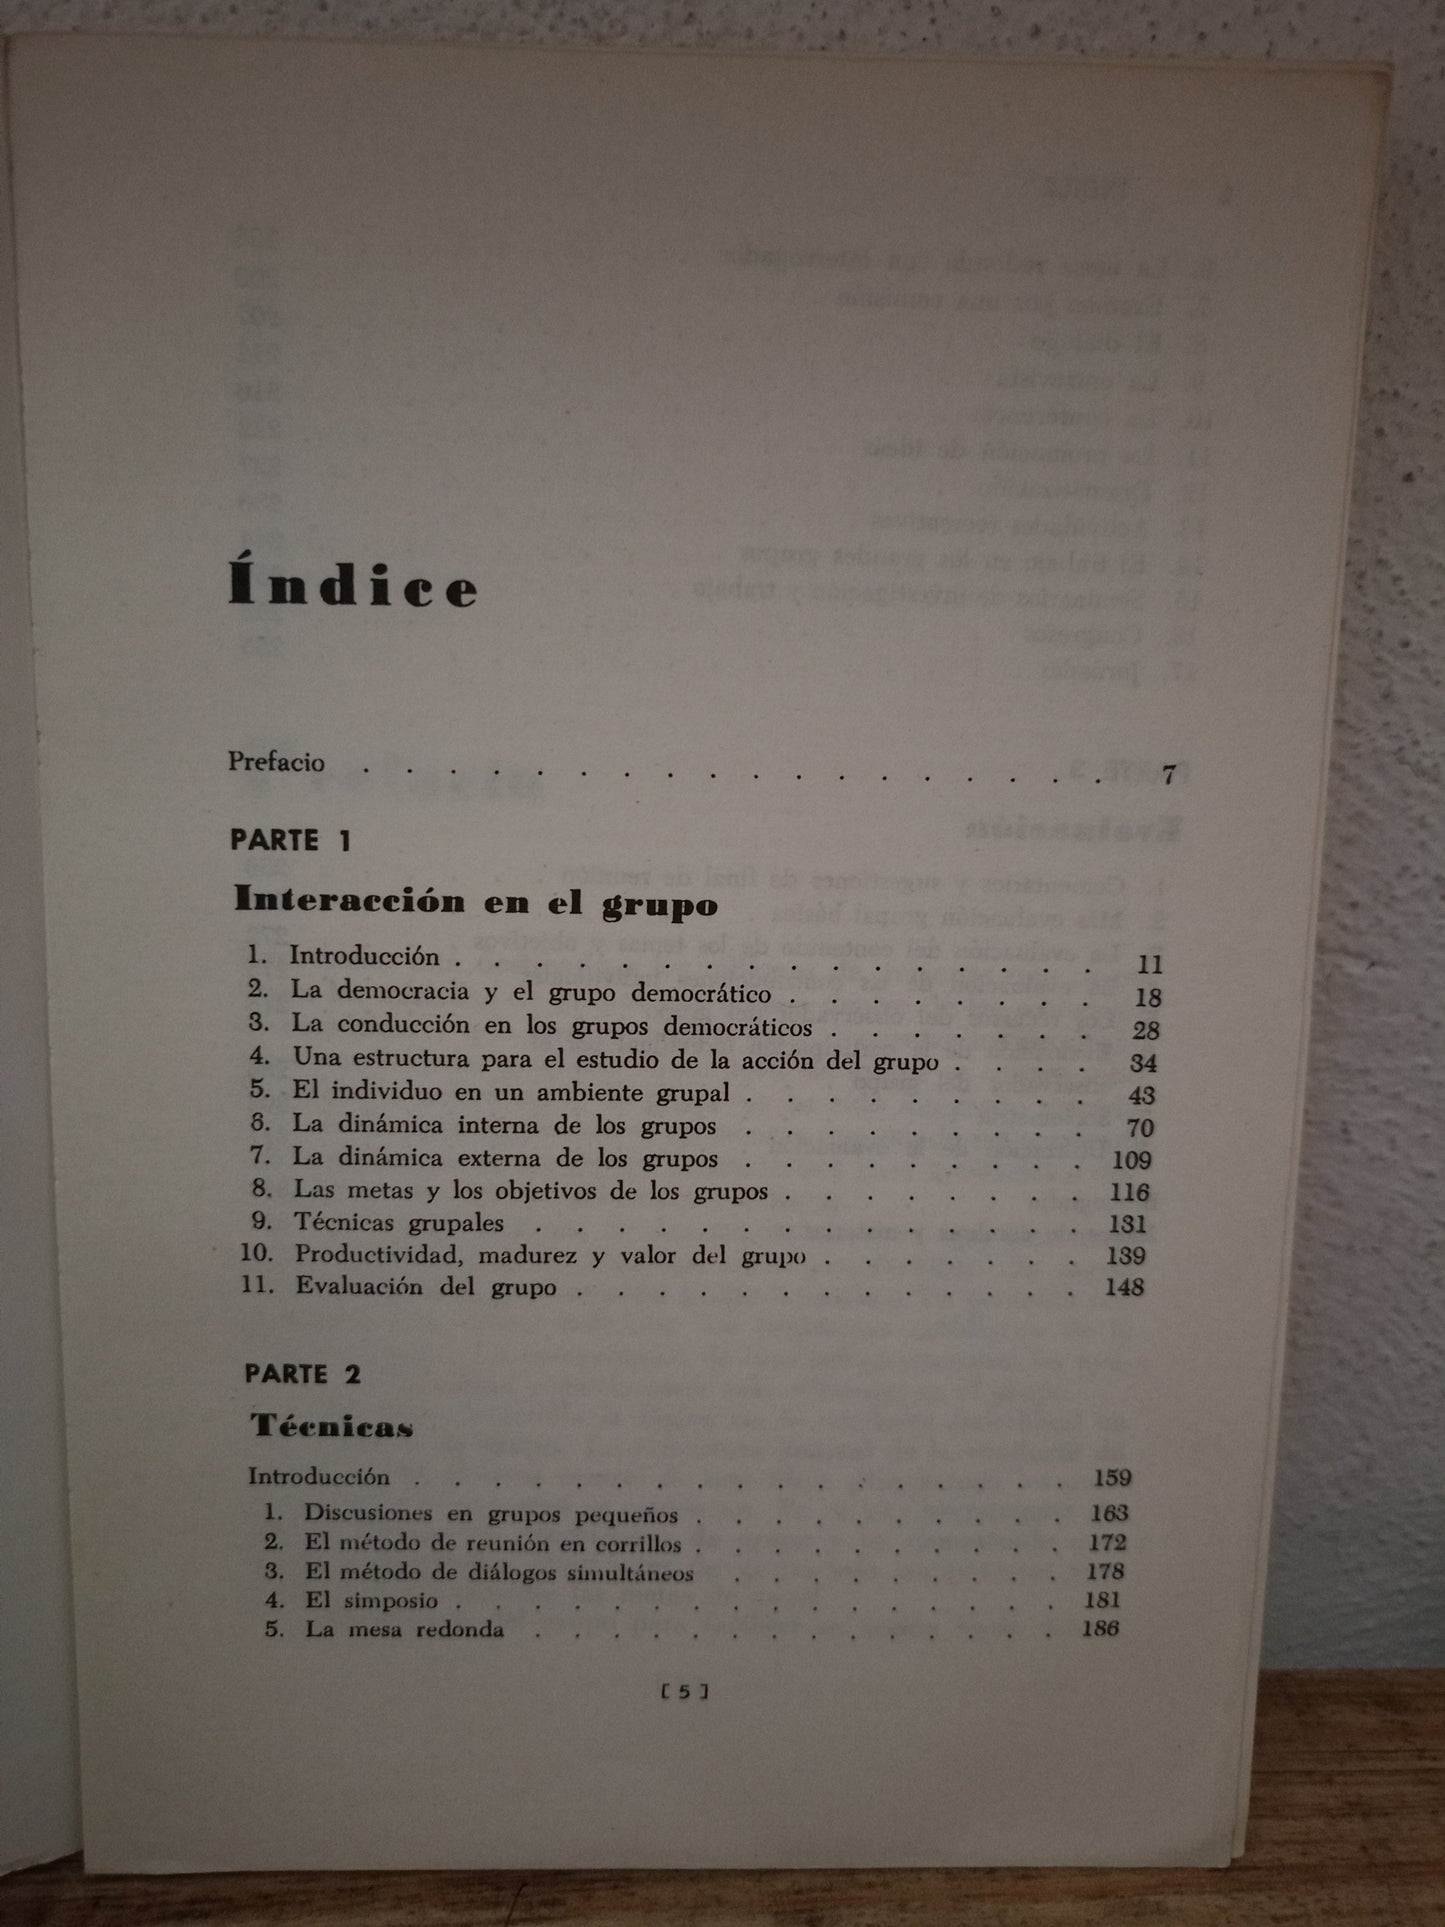 Índice
Prefacio . . . . . . . . . . . . . . . . . . 7
PARTE 1
Interacción en el grupo
1. Introducción . . . . . . . . . . . . . . . . 11
2. La democracia y el grupo democrático . . . . . . . . 18
3. La conducción en los grupos democráticos . . . . . . . 28
4. Una estructura para el estudio de la acción del grupo . . . . 34
5. El individuo en un ambiente grupal . . . . . . . . . 43
6. La dinámica interna de los grupos . . . . . . . . . 70
7. La dinámica externa de los grupos . . . . . . . . . 109
8. Las metas y los objetivos de los grupos . . . . . . . . 116
9. Técnicas grupales . . . . . . . . . . . . . . 131
10. Productividad, madurez y valor del grupo . . . . . . . 139
11. Evaluación del grupo . . . . . . . . . . . . . 148
PARTE 2
Técnicas
Introducción . . . . . . . . . . . . . . . . . 159
1. Discusiones en grupos pequeños . . . . . . . . . . 163
2. El método de reunión en corrillos . . . . . . . . . . 172
3. El método de diálogos simultáneos . . . . . . . . . 178
4. El simposio . . . . . . . . . . . . . . . . 181
5. La mesa redonda . . . . . . . . . . . . . . 186
[ 5 ]